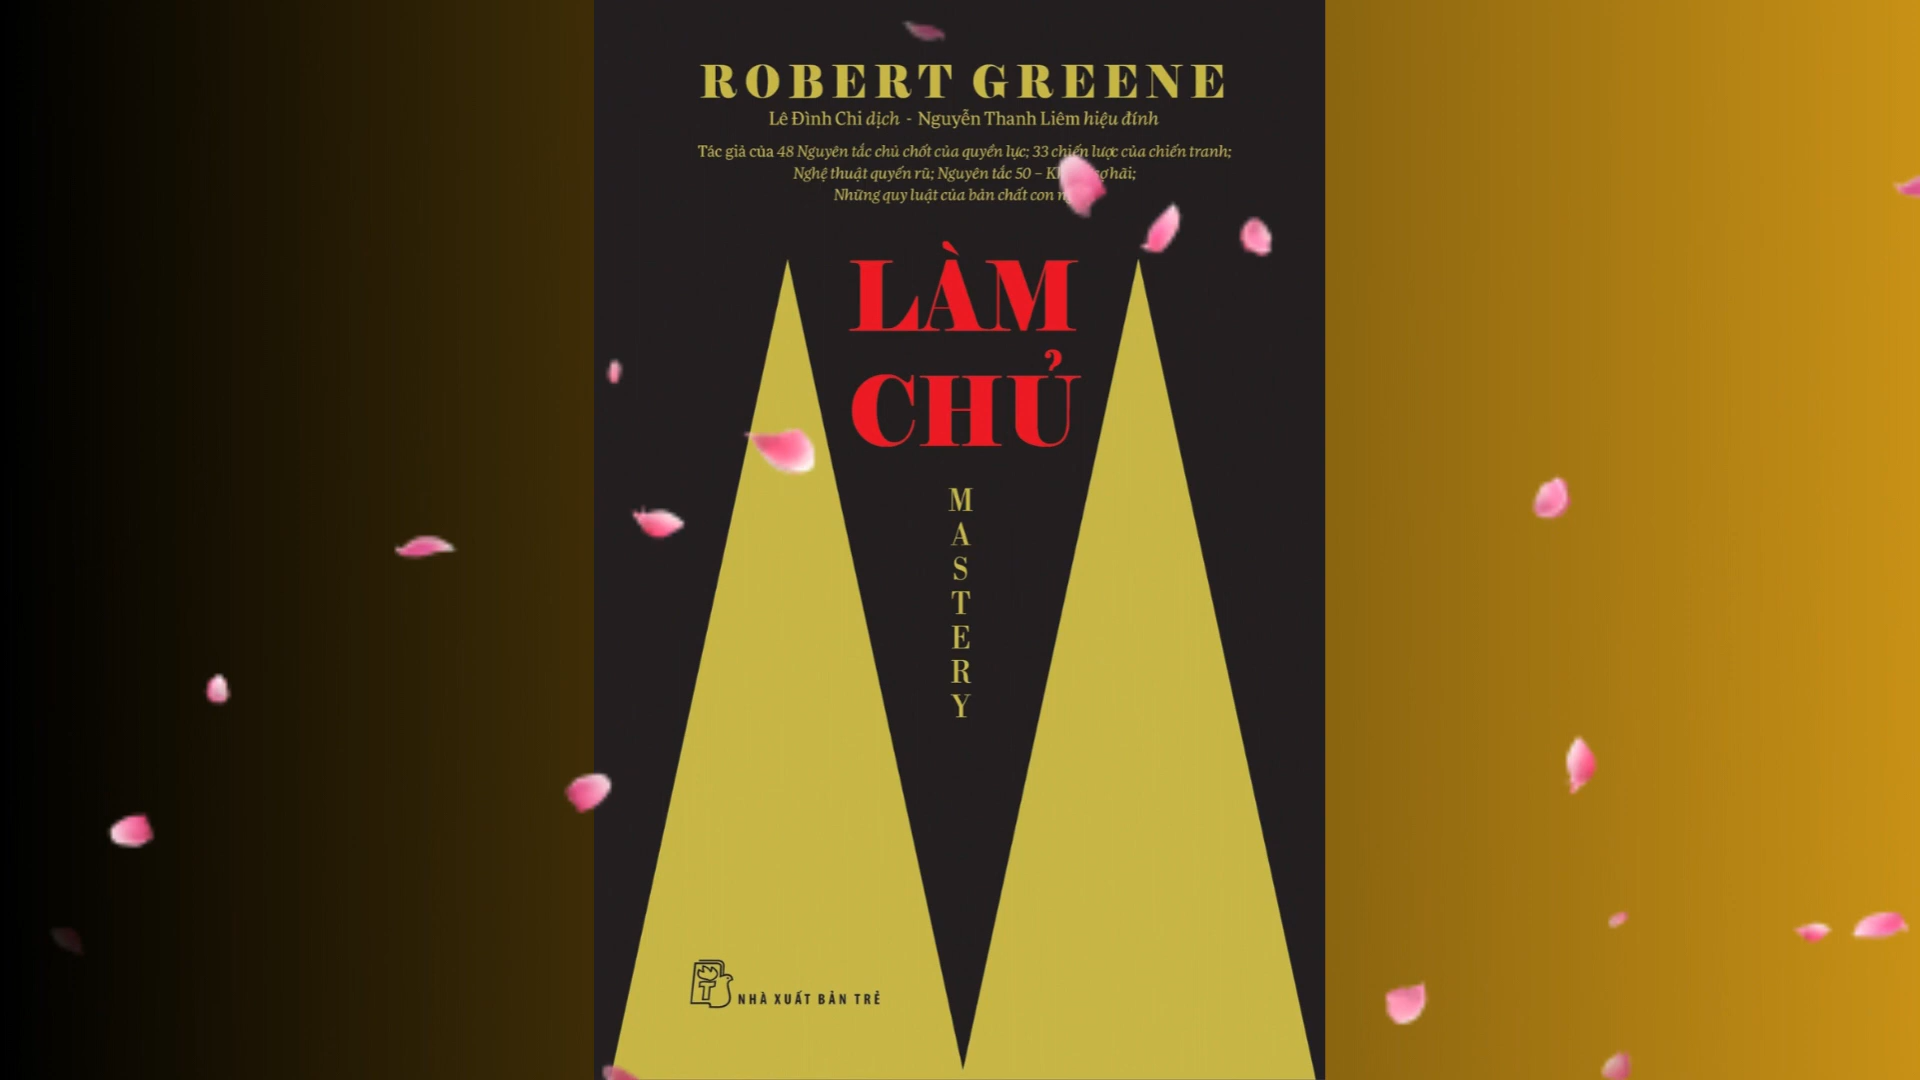 ROBERT GREENE
Lê Đình Chi dịch - Nguyễn Thanh Liêm hiệu đính
Tác giả của 48 Nguyên tắc chủ chốt của quyền lực; 33 chiến lược của chiến tranh;
Nghệ thuật quyến rũ; Nguyên tắc 50 –
Những quy luật của bản chất con
LÀM
CHỦ
MASTERY
NHÀ XUẤT BẢN TRẺ